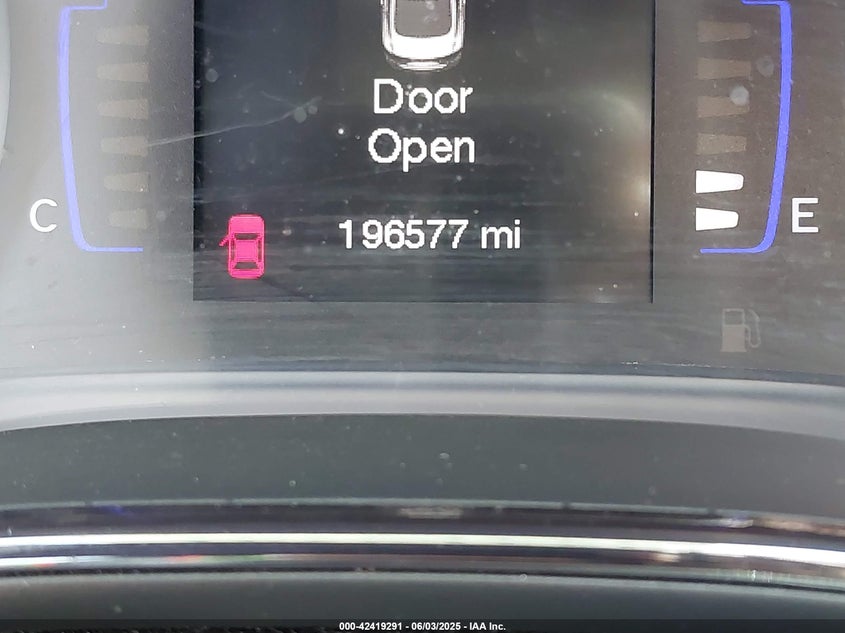 Door
Open
C
196577 mi
E
000-42419291 - 06/03/2025 - IAA Inc.